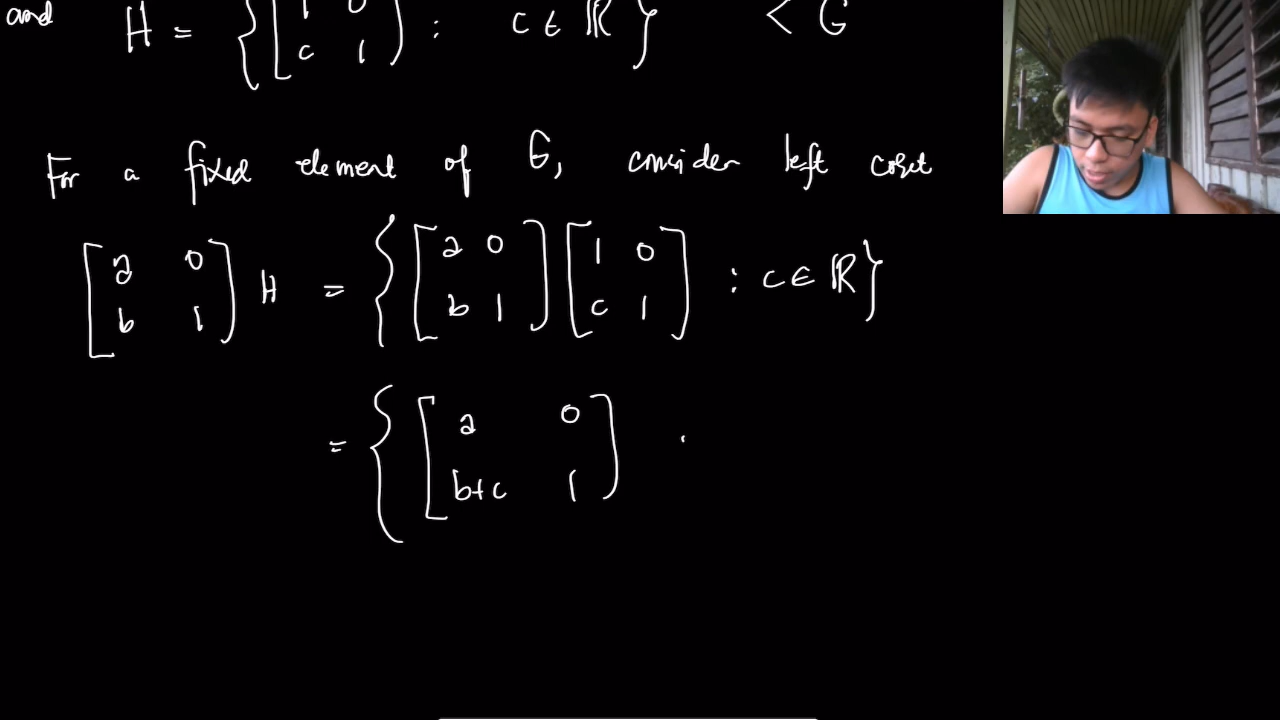 and H = { [ 1 0 c 1 ] : c ∈ ℝ } < G
For a fixed element of G, consider left coset
[ a 0 b 1 ] H = { [ a 0 b 1 ] [ 1 0 c 1 ] : c ∈ ℝ }
= { [ a 0 b+c 1 ]